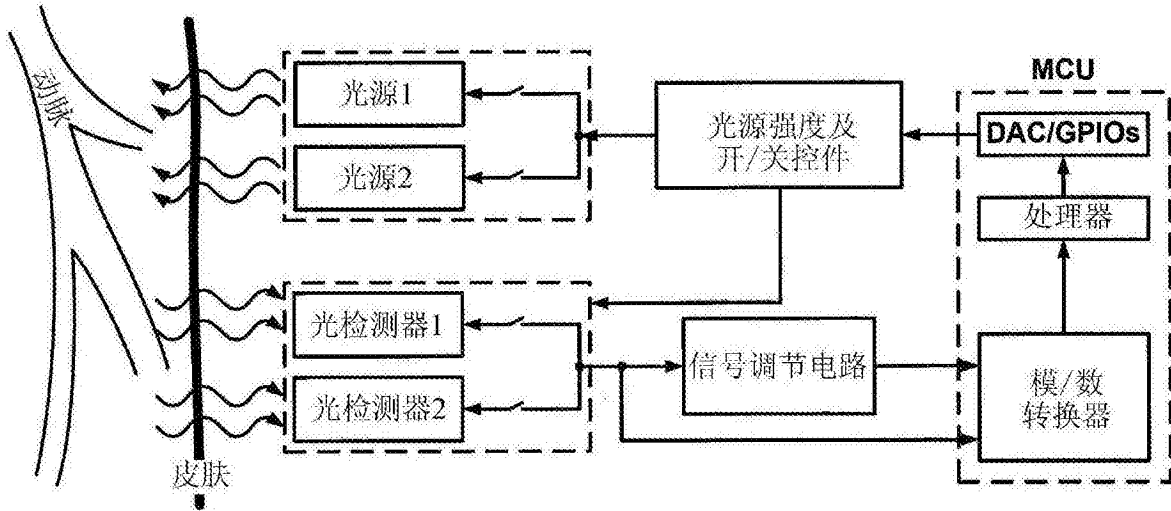 动脉
光源1
光源2
光源强度及
开/关控件
MCU
DAC/GPIOs
处理器
光检测器1
光检测器2
信号调节电路
模/数
转换器
皮肤